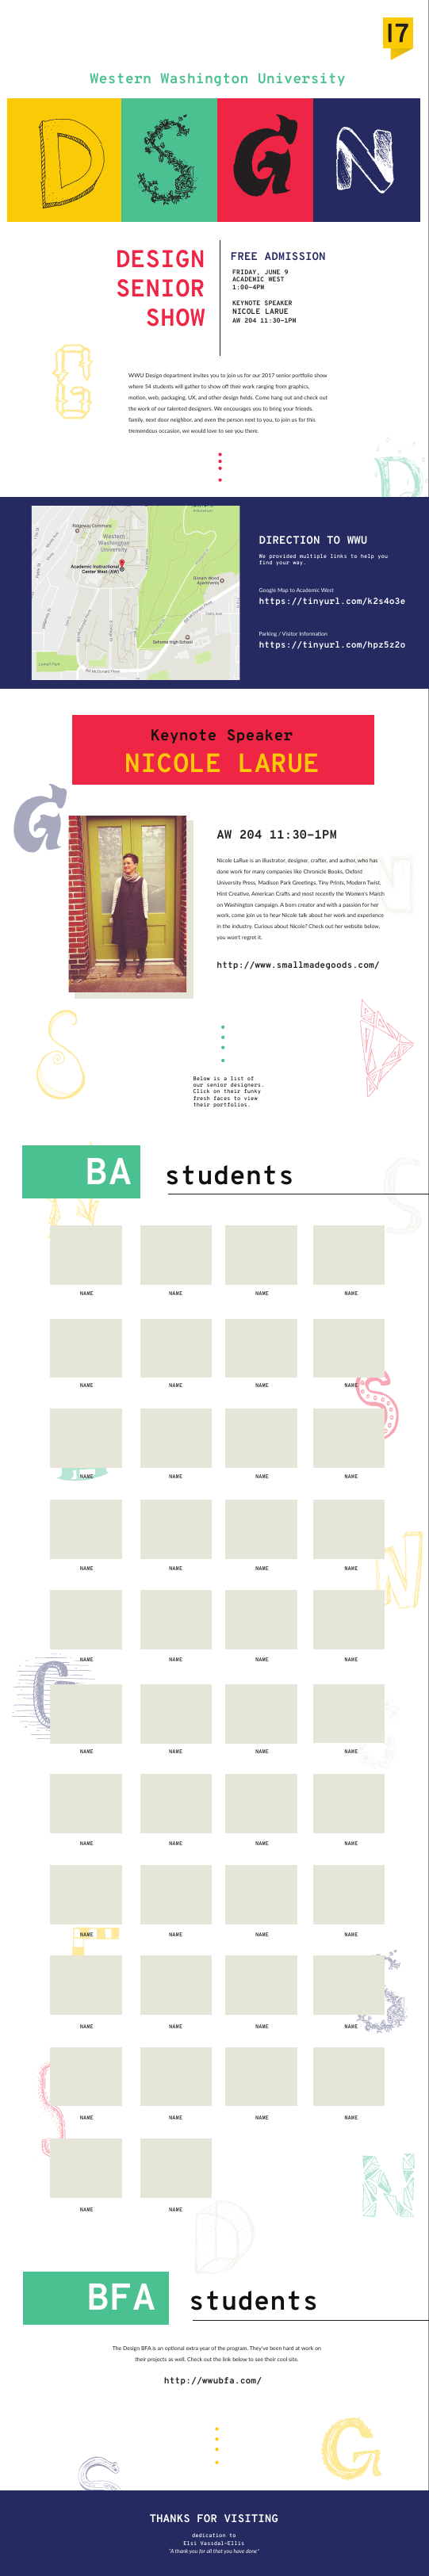 17
Western Washington University
D S G N
DESIGN
SENIOR
SHOW
FREE ADMISSION
FRIDAY, JUNE 9
ACADEMIC WEST
1:00-4PM
KEYNOTE SPEAKER
NICOLE LARUE
AW 204 11:30-1PM
WWU Design department invites you to join us for our 2017 senior portfolio show
where 54 students will gather to show off their work ranging from graphics,
motion, web, packaging, UX, and other design fields. Come hang out and check out
the work of our talented designers. We encourages you to bring your friends,
family, next door neighbor, and even the person next to you, to join us for this
tremendous occasion, we would love to see you there.
Ridgeway Commons
Western
Washington
University
Academic Instructional
Center West (AW)
Birnam Wood
Apartments
Sehome High School
Lowell Park
Bill McDonald Pkwy
DIRECTION TO WWU
We provided multiple links to help you
find your way.
Google Map to Academic West
https://tinyurl.com/k2s4o3e
Parking / Visitor Information
https://tinyurl.com/hpz5z2o
Keynote Speaker
NICOLE LARUE
G
AW 204 11:30-1PM
Nicole LaRue is an illustrator, designer, crafter, and author, who has
done work for many companies like Chronicle Books, Oxford
University Press, Madison Park Greetings, Tiny Prints, Modern Twist,
Hint Creative, American Crafts and most recently the Women's March
on Washington campaign. A born creator and with a passion for her
work, come join us to hear Nicole talk about her work and experience
in the industry. Curious about Nicole? Check out her website below,
you won't regret it.
http://www.smallmadegoods.com/
S
D
Below is a list of
our senior designers.
Click on their funky
fresh faces to view
their portfolios.
BA students
NAME NAME NAME NAME
NAME NAME NAME NAME
NAME NAME NAME NAME
NAME NAME NAME NAME
NAME NAME NAME NAME
NAME NAME NAME NAME
NAME NAME NAME NAME
NAME NAME NAME NAME
NAME NAME NAME NAME
NAME NAME NAME NAME
NAME NAME
N
D
BFA students
The Design BFA is an optional extra year of the program. They've been hard at work on
their projects as well. Check out the link below to see their cool site.
http://wwubfa.com/
G
THANKS FOR VISITING
dedication to
Elsi Vassdal-Ellis
"A thank you for all that you have done"